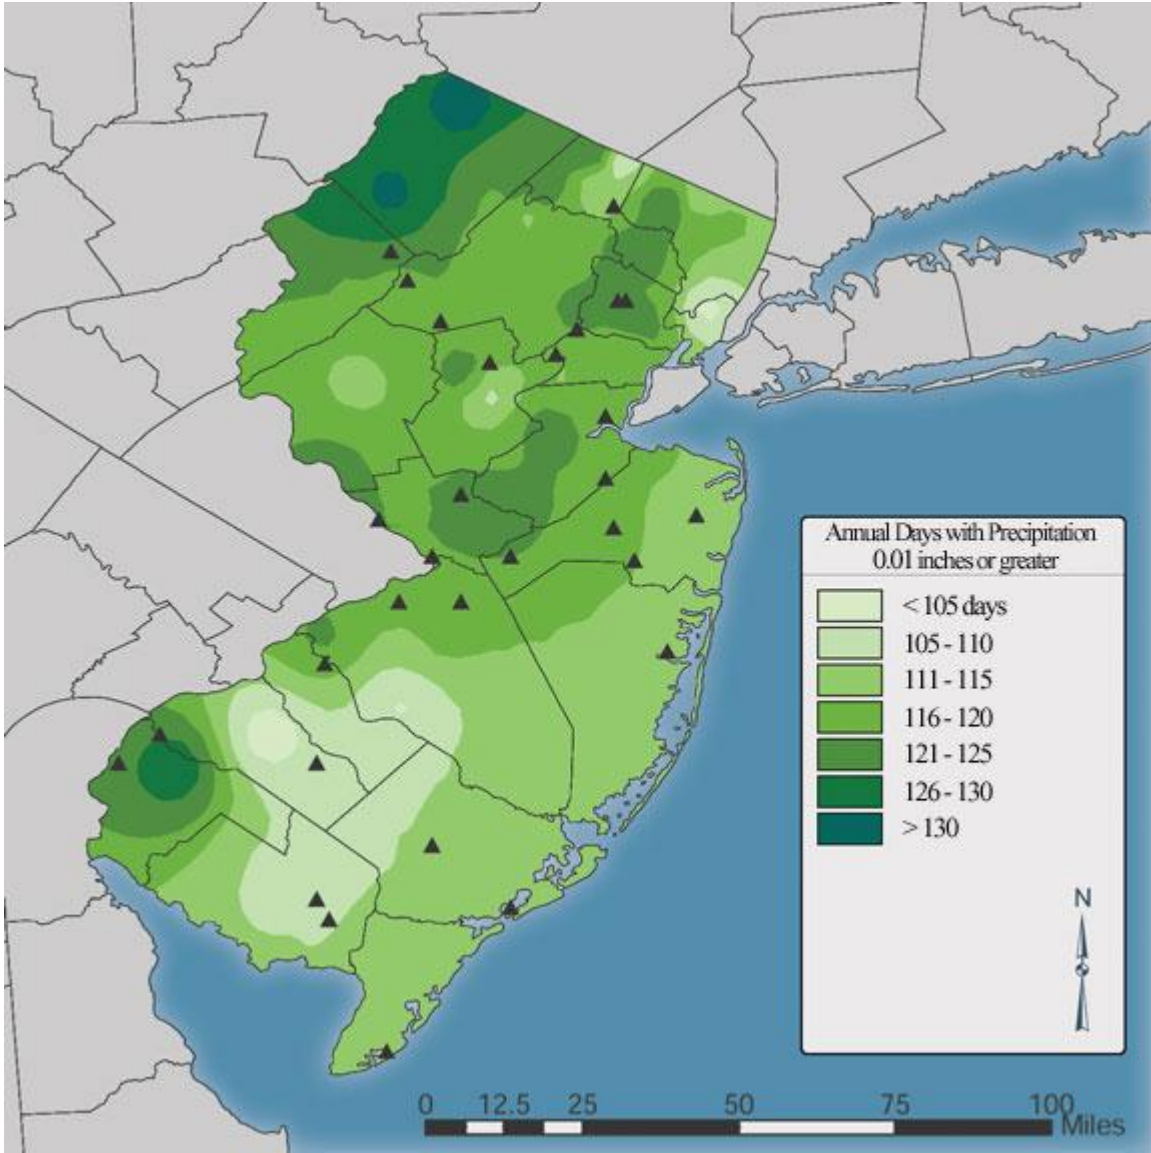 Annual Days with Precipitation
0.01 inches or greater
< 105 days
105 - 110
111 - 115
116 - 120
121 - 125
126 - 130
> 130
N
0 12.5 25 50 75 100
Miles